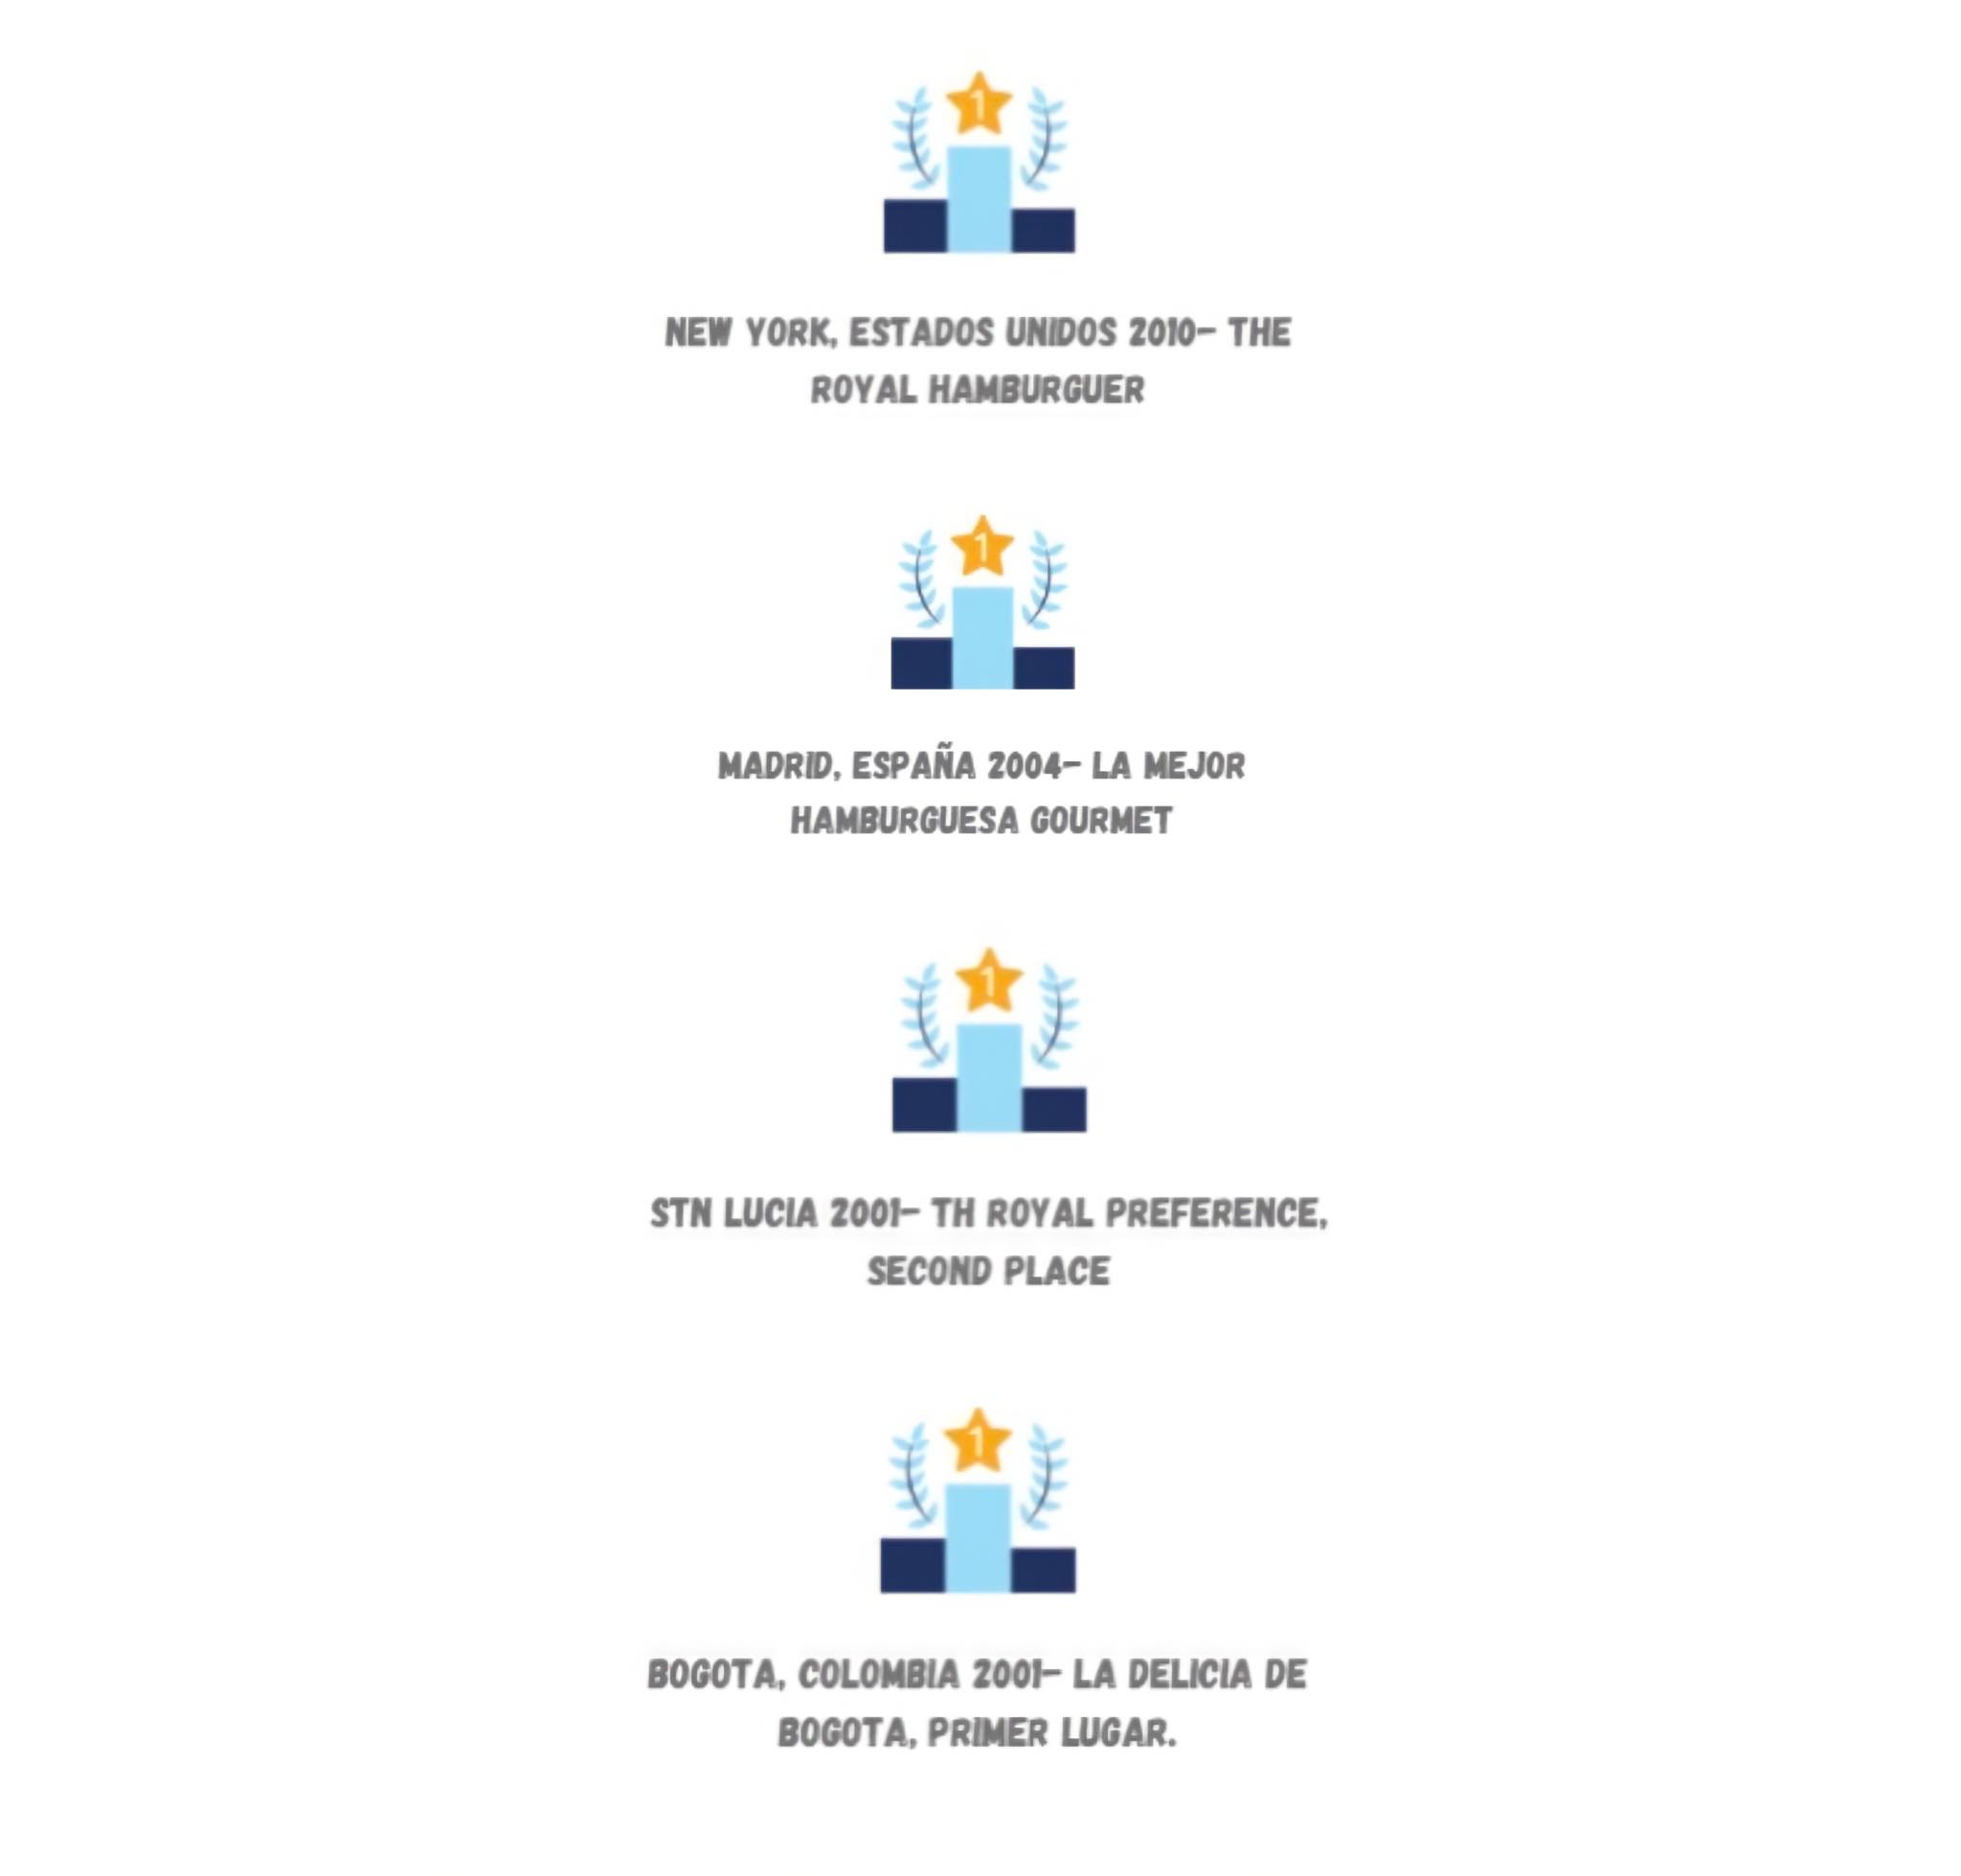 1
NEW YORK, ESTADOS UNIDOS 2010- THE
ROYAL HAMBURGUER
1
MADRID, ESPAÑA 2004- LA MEJOR
HAMBURGUESA GOURMET
1
STN LUCIA 2001- TH ROYAL PREFERENCE,
SECOND PLACE
1
BOGOTA, COLOMBIA 2001- LA DELICIA DE
BOGOTA, PRIMER LUGAR.